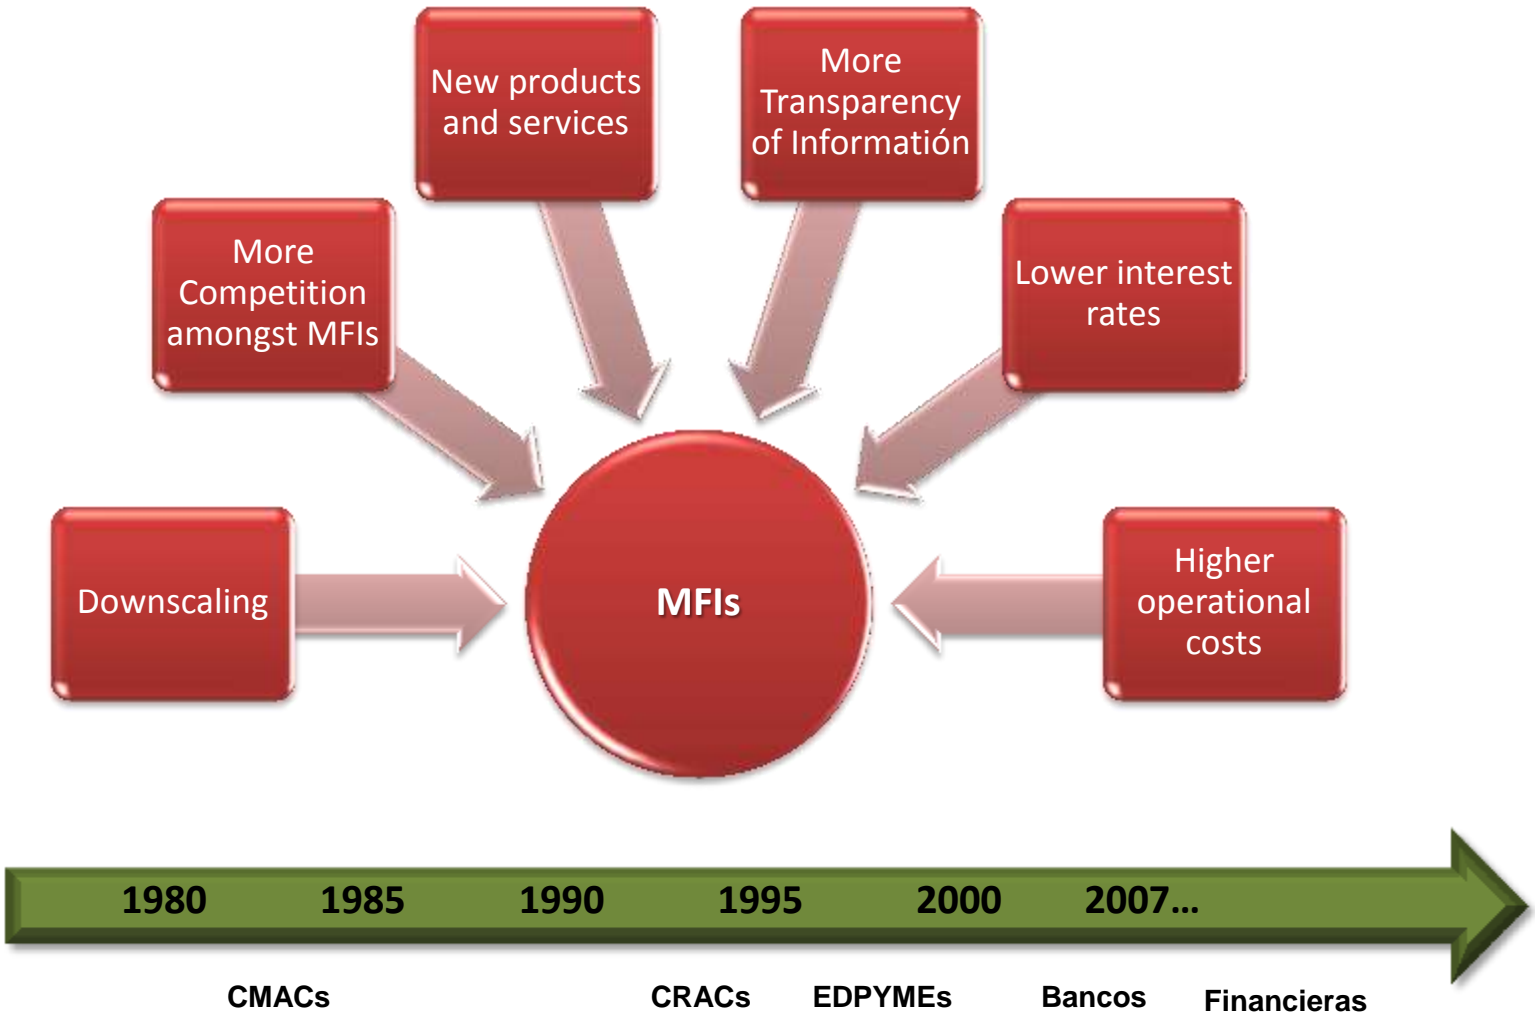 New products
and services
More
Transparency
of Informatión
More
Competition
amongst MFIs
Lower interest
rates
Downscaling
MFIs
Higher
operational
costs
1980 1985 1990 1995 2000 2007...
CMACs CRACs EDPYMEs Bancos Financieras